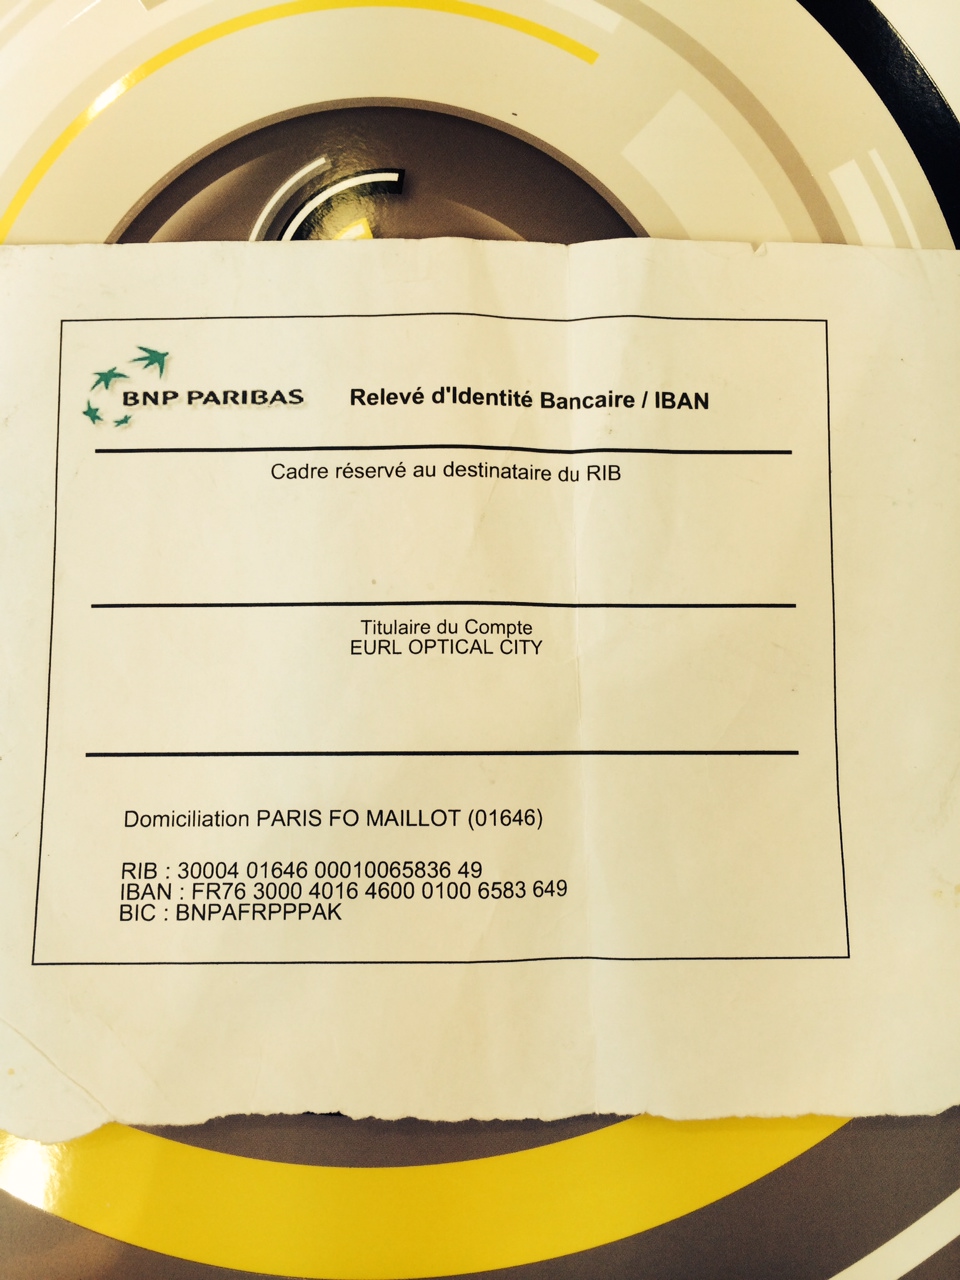 BNP PARIBAS Relevé d'Identité Bancaire / IBAN
Cadre réservé au destinataire du RIB
Titulaire du Compte
EURL OPTICAL CITY
Domiciliation PARIS FO MAILLOT (01646)
RIB : 30004 01646 00010065836 49
IBAN : FR76 3000 4016 4600 0100 6583 649
BIC : BNPAFRPPPAK